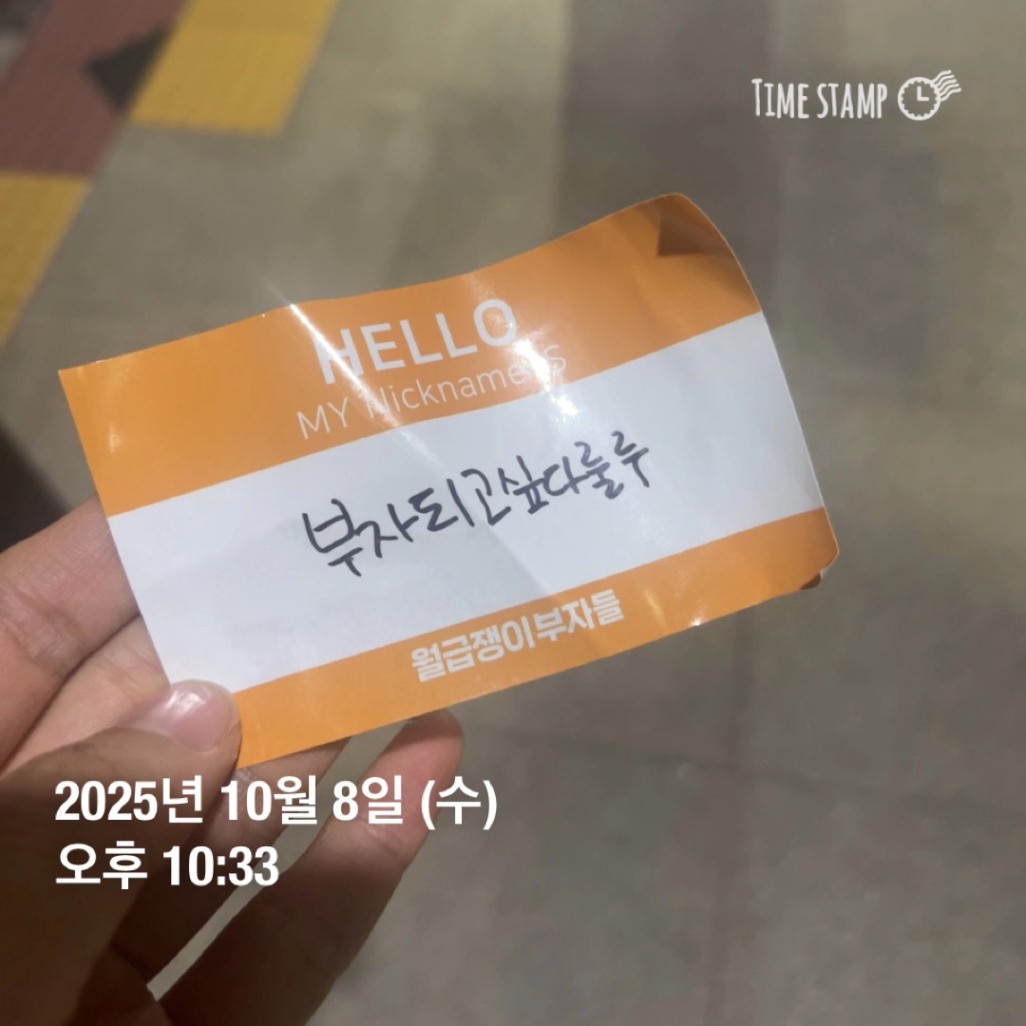 TIME STAMP
HELLO
MY Nickname IS
부자되고싶다룰루
월급쟁이부자들
2025년 10월 8일 (수)
오후 10:33